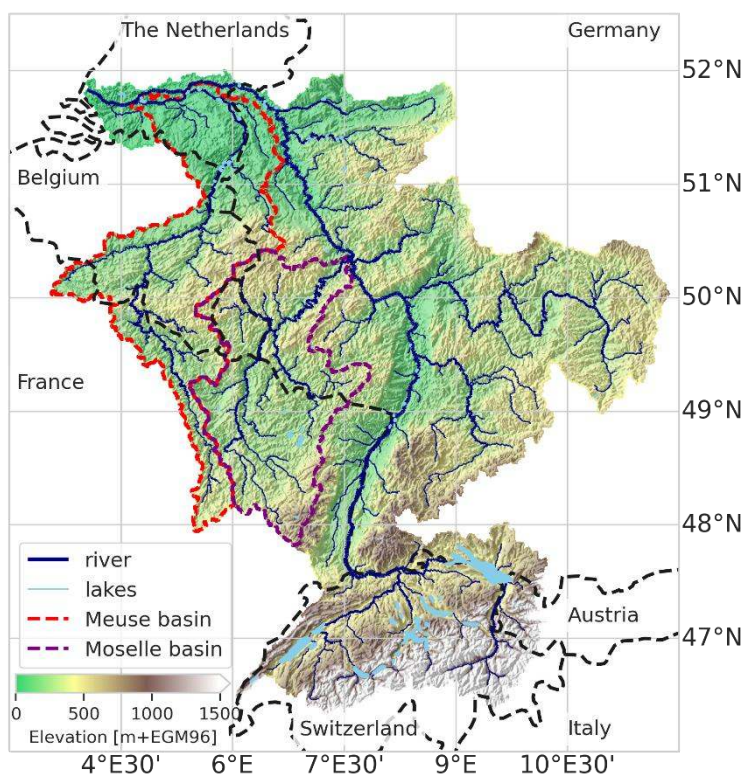 The Netherlands
Germany
52°N
Belgium
51°N
50°N
France
49°N
48°N
river
lakes
Meuse basin
Moselle basin
Austria
47°N
0 500 1000 1500
Elevation [m+EGM96]
Switzerland
Italy
4°E30' 6°E 7°E30' 9°E 10°E30'